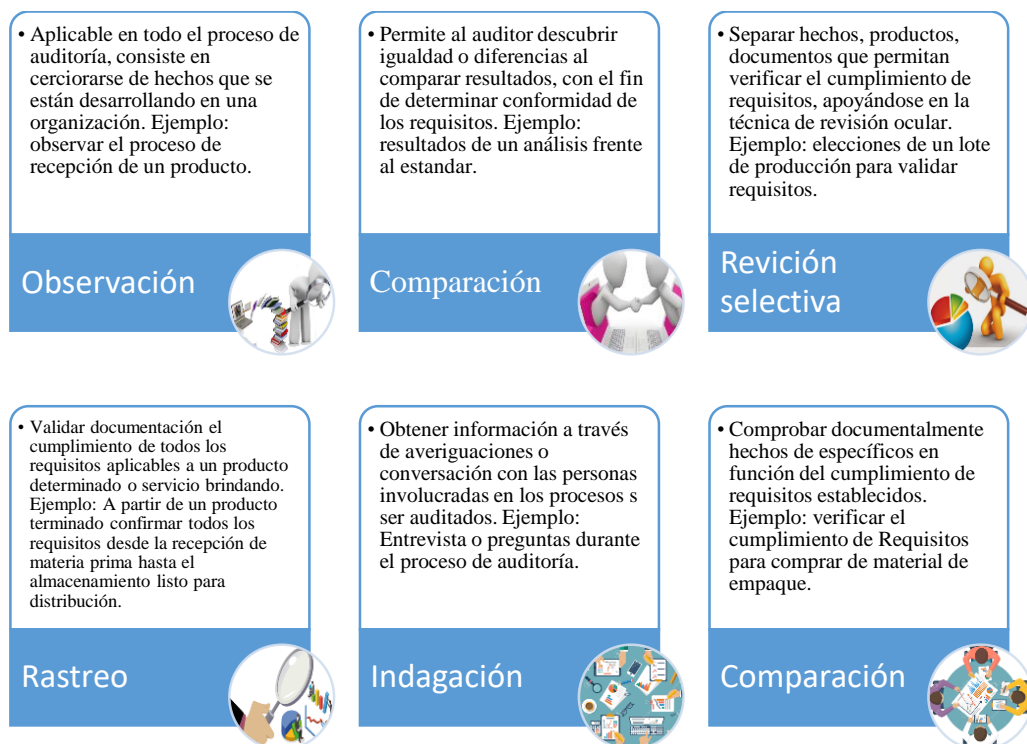 • Aplicable en todo el proceso de
auditoría, consiste en
cerciorarse de hechos que se
están desarrollando en una
organización. Ejemplo:
observar el proceso de
recepción de un producto.
Observación
• Permite al auditor descubrir
igualdad o diferencias al
comparar resultados, con el fin
de determinar conformidad de
los requisitos. Ejemplo:
resultados de un análisis frente
al estandar.
Comparación
• Separar hechos, productos,
documentos que permitan
verificar el cumplimiento de
requisitos, apoyándose en la
técnica de revisión ocular.
Ejemplo: elecciones de un lote
de producción para validar
requisitos.
Revición
selectiva
• Validar documentación el
cumplimiento de todos los
requisitos aplicables a un producto
determinado o servicio brindando.
Ejemplo: A partir de un producto
terminado confirmar todos los
requisitos desde la recepción de
materia prima hasta el
almacenamiento listo para
distribución.
Rastreo
• Obtener información a través
de averiguaciones o
conversación con las personas
involucradas en los procesos s
ser auditados. Ejemplo:
Entrevista o preguntas durante
el proceso de auditoría.
Indagación
• Comprobar documentalmente
hechos de específicos en
función del cumplimiento de
requisitos establecidos.
Ejemplo: verificar el
cumplimiento de Requisitos
para comprar de material de
empaque.
Comparación